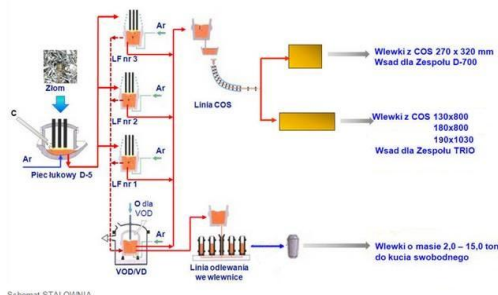 Złom
C
Ar
Piec łukowy D-5
Ar
LF nr 3
Ar
LF nr 2
Ar
LF nr 1
O dla
VOD
Ar
VOD/VD
Linia COS
Linia odlewania
we wlewnice
Wlewki z COS 270 x 320 mm
Wsad dla Zespołu D-700
Wlewki z COS 130x800
180x800
190x1030
Wsad dla Zespołu TRIO
Wlewki o masie 2,0 – 15,0 ton
do kucia swobodnego
Schemat STALOWNIA